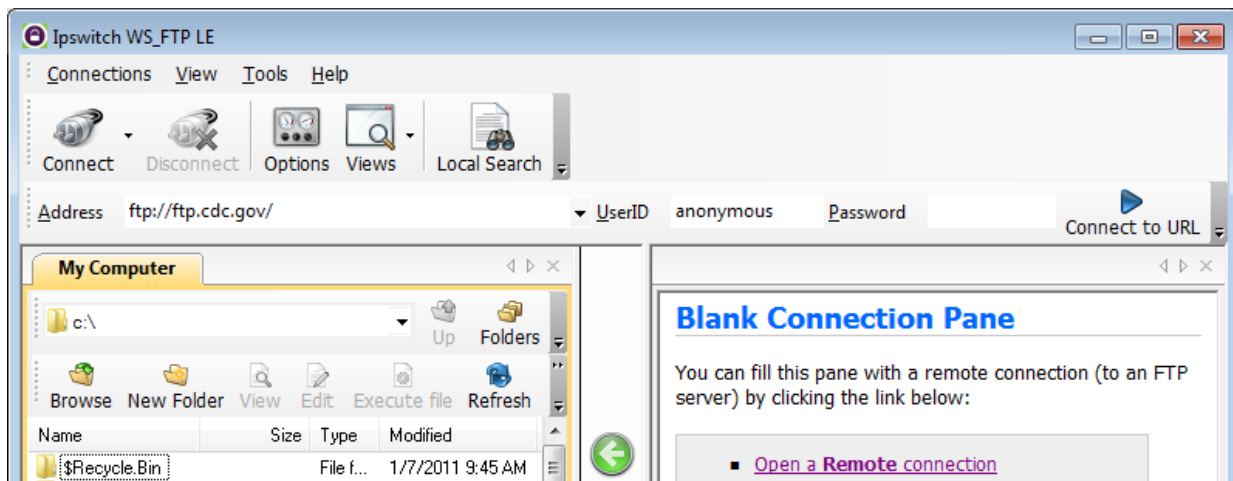 Ipswitch WS_FTP LE
Connections View Tools Help
Connect Disconnect Options Views Local Search
Address ftp://ftp.cdc.gov/ UserID anonymous Password Connect to URL
My Computer
c:\ Up Folders
Browse New Folder View Edit Execute file Refresh
Name Size Type Modified
$Recycle.Bin File f... 1/7/2011 9:45 AM
Blank Connection Pane
You can fill this pane with a remote connection (to an FTP
server) by clicking the link below:
Open a Remote connection